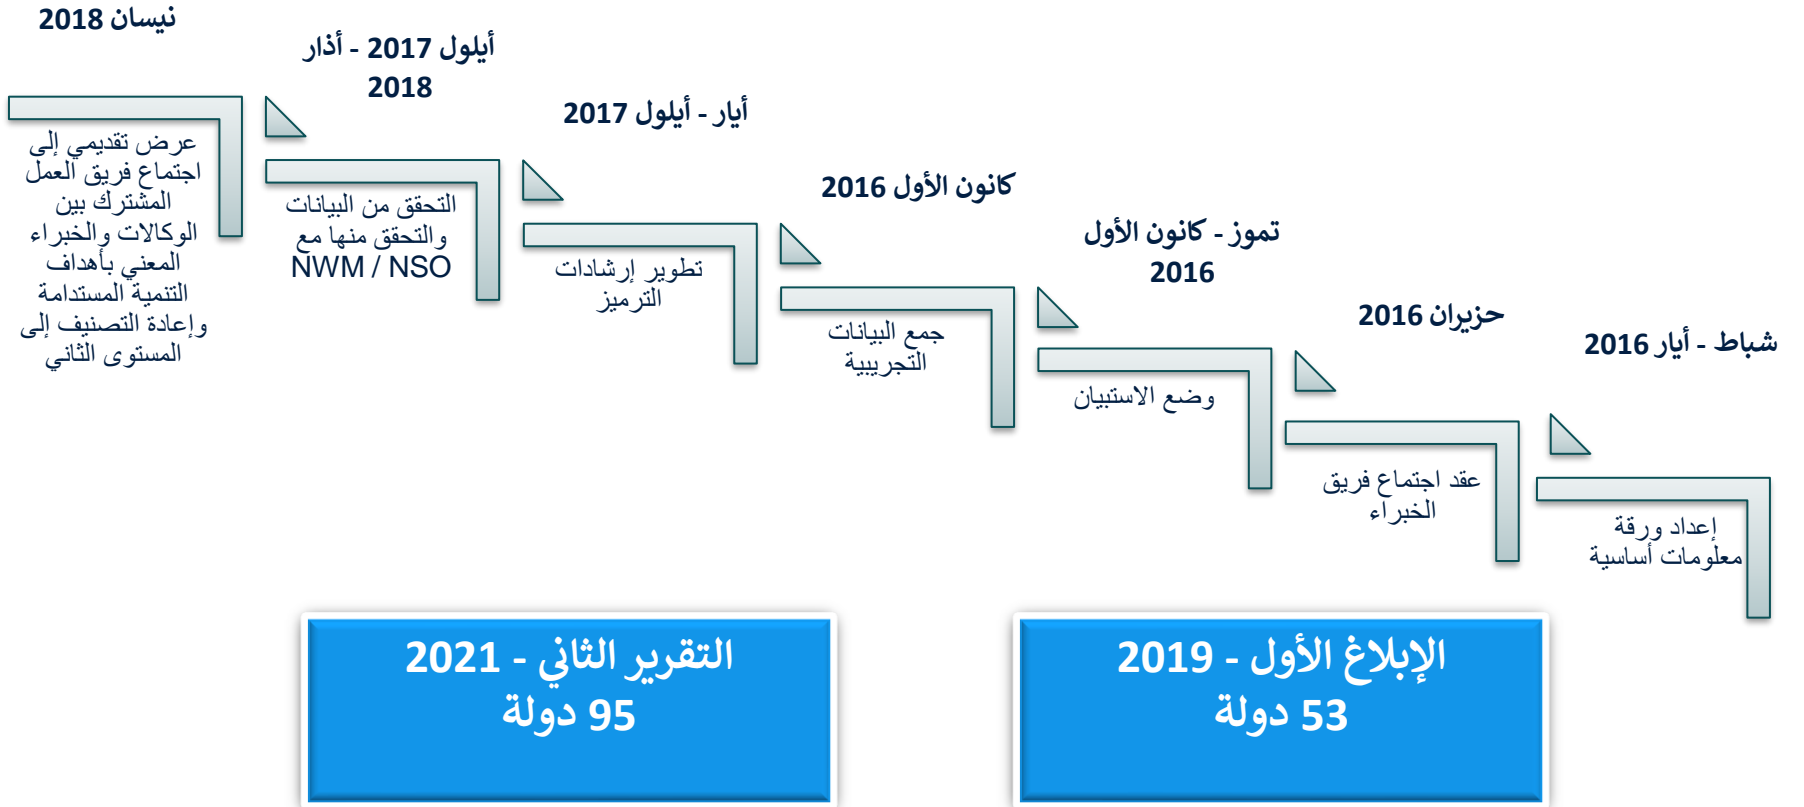 شباط - أيار 2016
إعداد ورقة
معلومات أساسية
حزيران 2016
عقد اجتماع فريق
الخبراء
تموز - كانون الأول
2016
وضع الاستبيان
كانون الأول 2016
جمع البيانات
التجريبية
أيار - أيلول 2017
تطوير إرشادات
الترميز
أيلول 2017 - أذار
2018
التحقق من البيانات
والتحقق منها مع
NWM / NSO
نيسان 2018
عرض تقديمي إلى
اجتماع فريق العمل
المشترك بين
الوكالات والخبراء
المعني بأهداف
التنمية المستدامة
وإعادة التصنيف إلى
المستوى الثاني
الإبلاغ الأول - 2019
53 دولة
التقرير الثاني - 2021
95 دولة